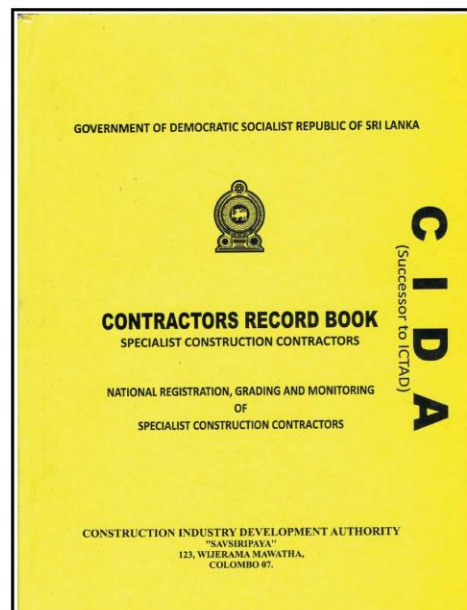 GOVERNMENT OF DEMOCRATIC SOCIALIST REPUBLIC OF SRI LANKA
CIDA
(Successor to ICTAD)
CONTRACTORS RECORD BOOK
SPECIALIST CONSTRUCTION CONTRACTORS
NATIONAL REGISTRATION, GRADING AND MONITORING
OF
SPECIALIST CONSTRUCTION CONTRACTORS
CONSTRUCTION INDUSTRY DEVELOPMENT AUTHORITY
"SAVSIRIPAYA"
123, WIJERAMA MAWATHA,
COLOMBO 07.